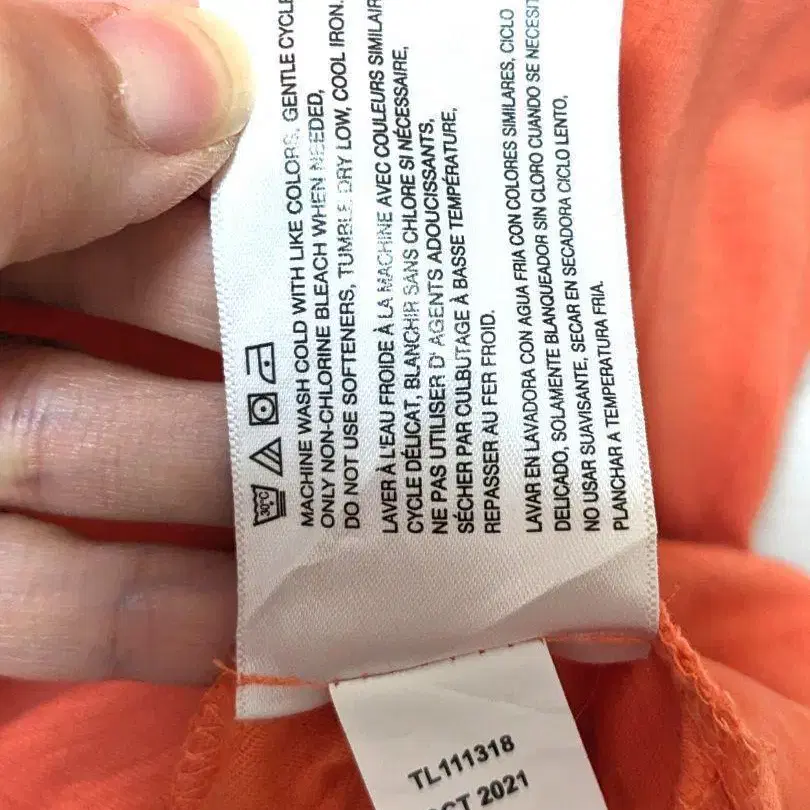 30°C
MACHINE WASH COLD WITH LIKE COLORS, GENTLE CYCLE
ONLY NON-CHLORINE BLEACH WHEN NEEDED,
DO NOT USE SOFTENERS, TUMBLE DRY LOW, COOL IRON.
LAVER À L'EAU FROIDE À LA MACHINE AVEC COULEURS SIMILAIR
CYCLE DÉLICAT, BLANCHIR SANS CHLORE SI NÉCESSAIRE,
NE PAS UTILISER D' AGENTS ADOUCISSANTS,
SÉCHER PAR CULBUTAGE À BASSE TEMPÉRATURE,
REPASSER AU FER FROID.
LAVAR EN LAVADORA CON AGUA FRIA CON COLORES SIMILARES, CICLO
DELICADO, SOLAMENTE BLANQUEADOR SIN CLORO CUANDO SE NECESIT
NO USAR SUAVISANTE, SECAR EN SECADORA CICLO LENTO,
PLANCHAR A TEMPERATURA FRIA.
TL111318
OCT 2021